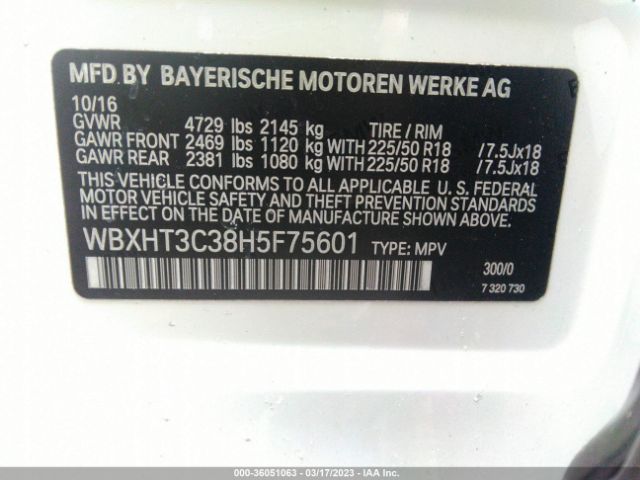 MFD BY BAYERISCHE MOTOREN WERKE AG
10/16
GVWR 4729 lbs 2145 kg TIRE / RIM
GAWR FRONT 2469 lbs 1120 kg WITH 225/50 R18 /7.5Jx18
GAWR REAR 2381 lbs 1080 kg WITH 225/50 R18 /7.5Jx18
THIS VEHICLE CONFORMS TO ALL APPLICABLE U. S. FEDERAL
MOTOR VEHICLE SAFETY AND THEFT PREVENTION STANDARDS
IN EFFECT ON THE DATE OF MANUFACTURE SHOWN ABOVE.
WBXHT3C38H5F75601 TYPE: MPV
300/0
7 320 730
000-36051063 - 03/17/2023 - IAA Inc.